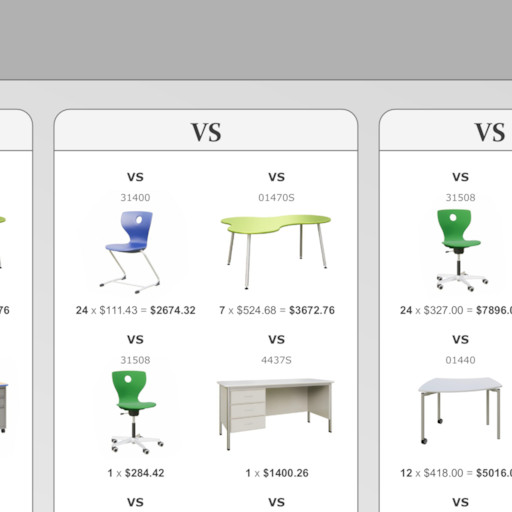 VS
VS
VS
31400
VS
01470S
VS
31508
76
24 x $111.43 = $2674.32
7 x $524.68 = $3672.76
24 x $327.00 = $7896.0
VS
31508
VS
4437S
VS
01440
1 x $284.42
1 x $1400.26
12 x $418.00 = $5016.0
VS
VS
VS